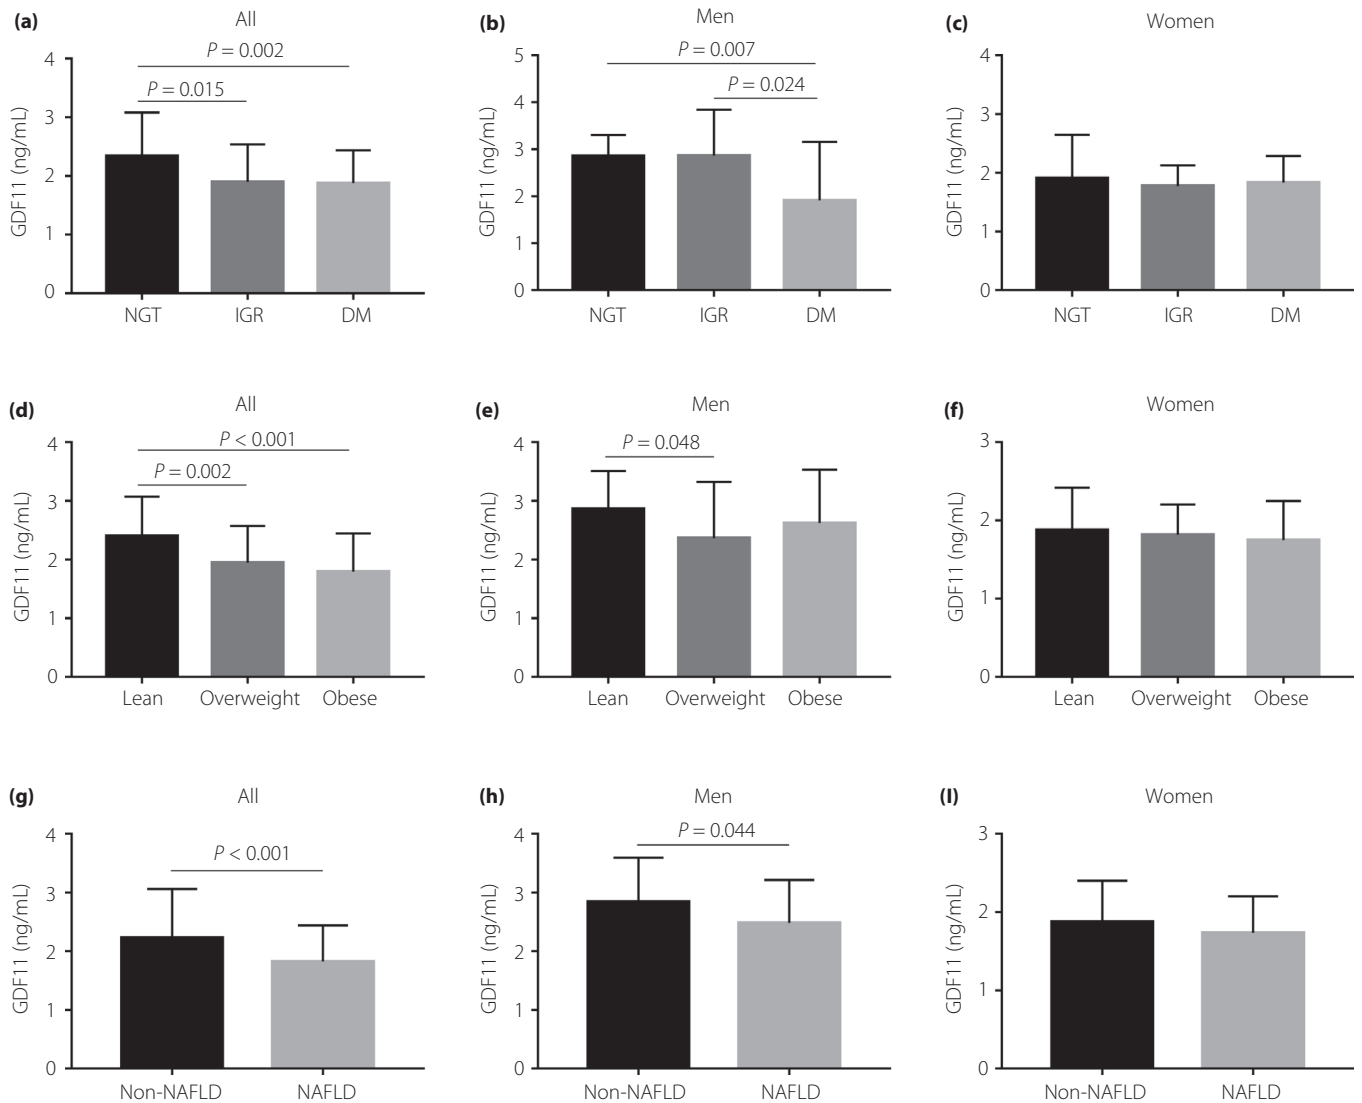 (a)
All
4
3
2
1
0
GDF11 (ng/mL)
P = 0.002
P = 0.015
NGT IGR DM
(b)
Men
5
4
3
2
1
0
GDF11 (ng/mL)
P = 0.007
P = 0.024
NGT IGR DM
(c)
Women
4
3
2
1
0
GDF11 (ng/mL)
NGT IGR DM
(d)
All
4
3
2
1
0
GDF11 (ng/mL)
P < 0.001
P = 0.002
Lean Overweight Obese
(e)
Men
4
3
2
1
0
GDF11 (ng/mL)
P = 0.048
Lean Overweight Obese
(f)
Women
3
2
1
0
GDF11 (ng/mL)
Lean Overweight Obese
(g)
All
4
3
2
1
0
GDF11 (ng/mL)
P < 0.001
Non-NAFLD NAFLD
(h)
Men
4
3
2
1
0
GDF11 (ng/mL)
P = 0.044
Non-NAFLD NAFLD
(I)
Women
3
2
1
0
GDF11 (ng/mL)
Non-NAFLD NAFLD